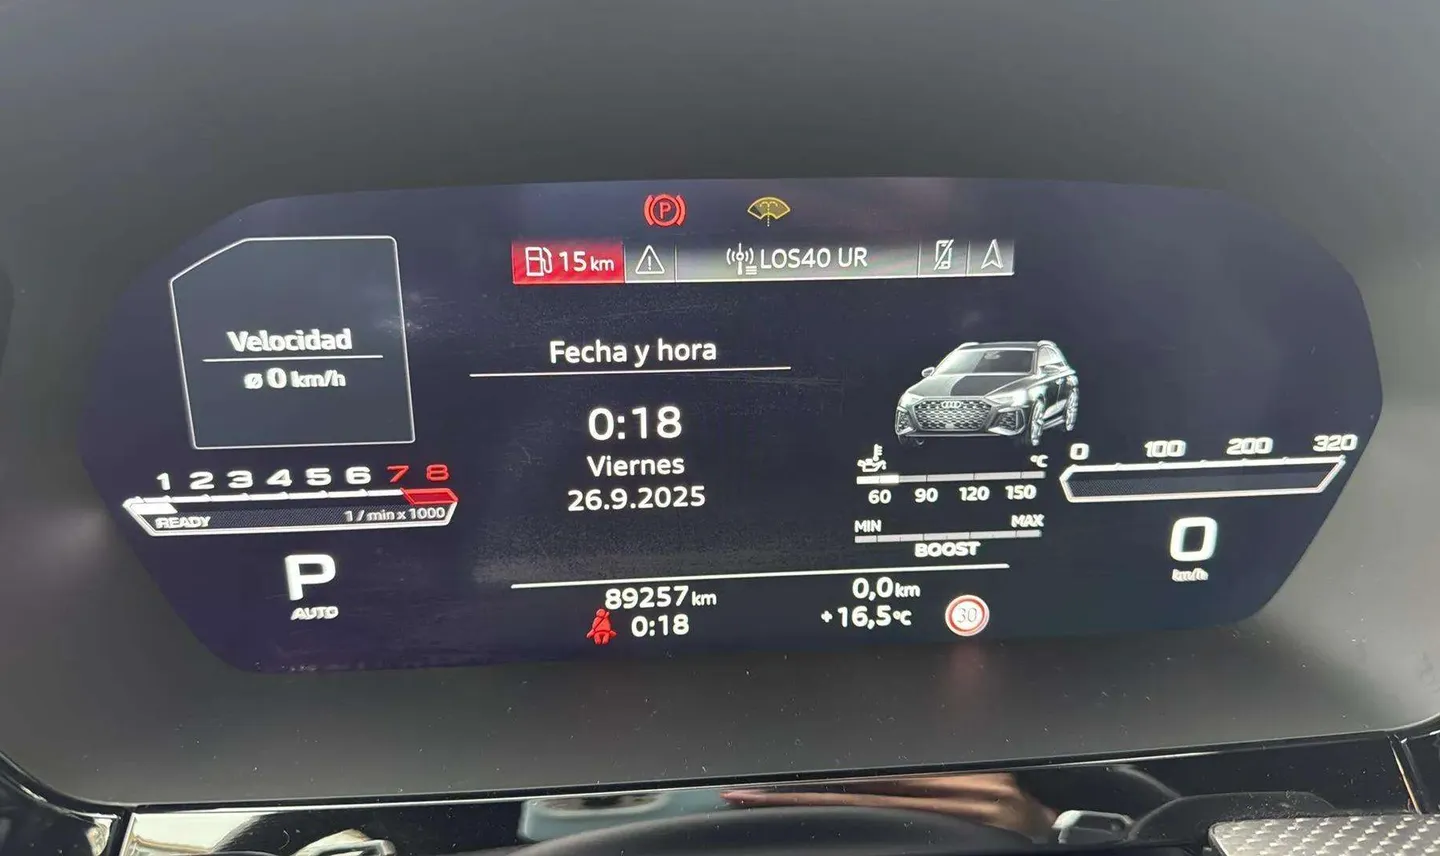 P
15 km
LOS40 UR
Velocidad
ø 0 km/h
Fecha y hora
0:18
Viernes
26.9.2025
1 2 3 4 5 6 7 8
READY 1 / min x 1000
P
AUTO
°C
60 90 120 150
MIN MAX
BOOST
0 100 200 320
0
km/h
89257 km 0,0 km
0:18 +16,5 °C 30